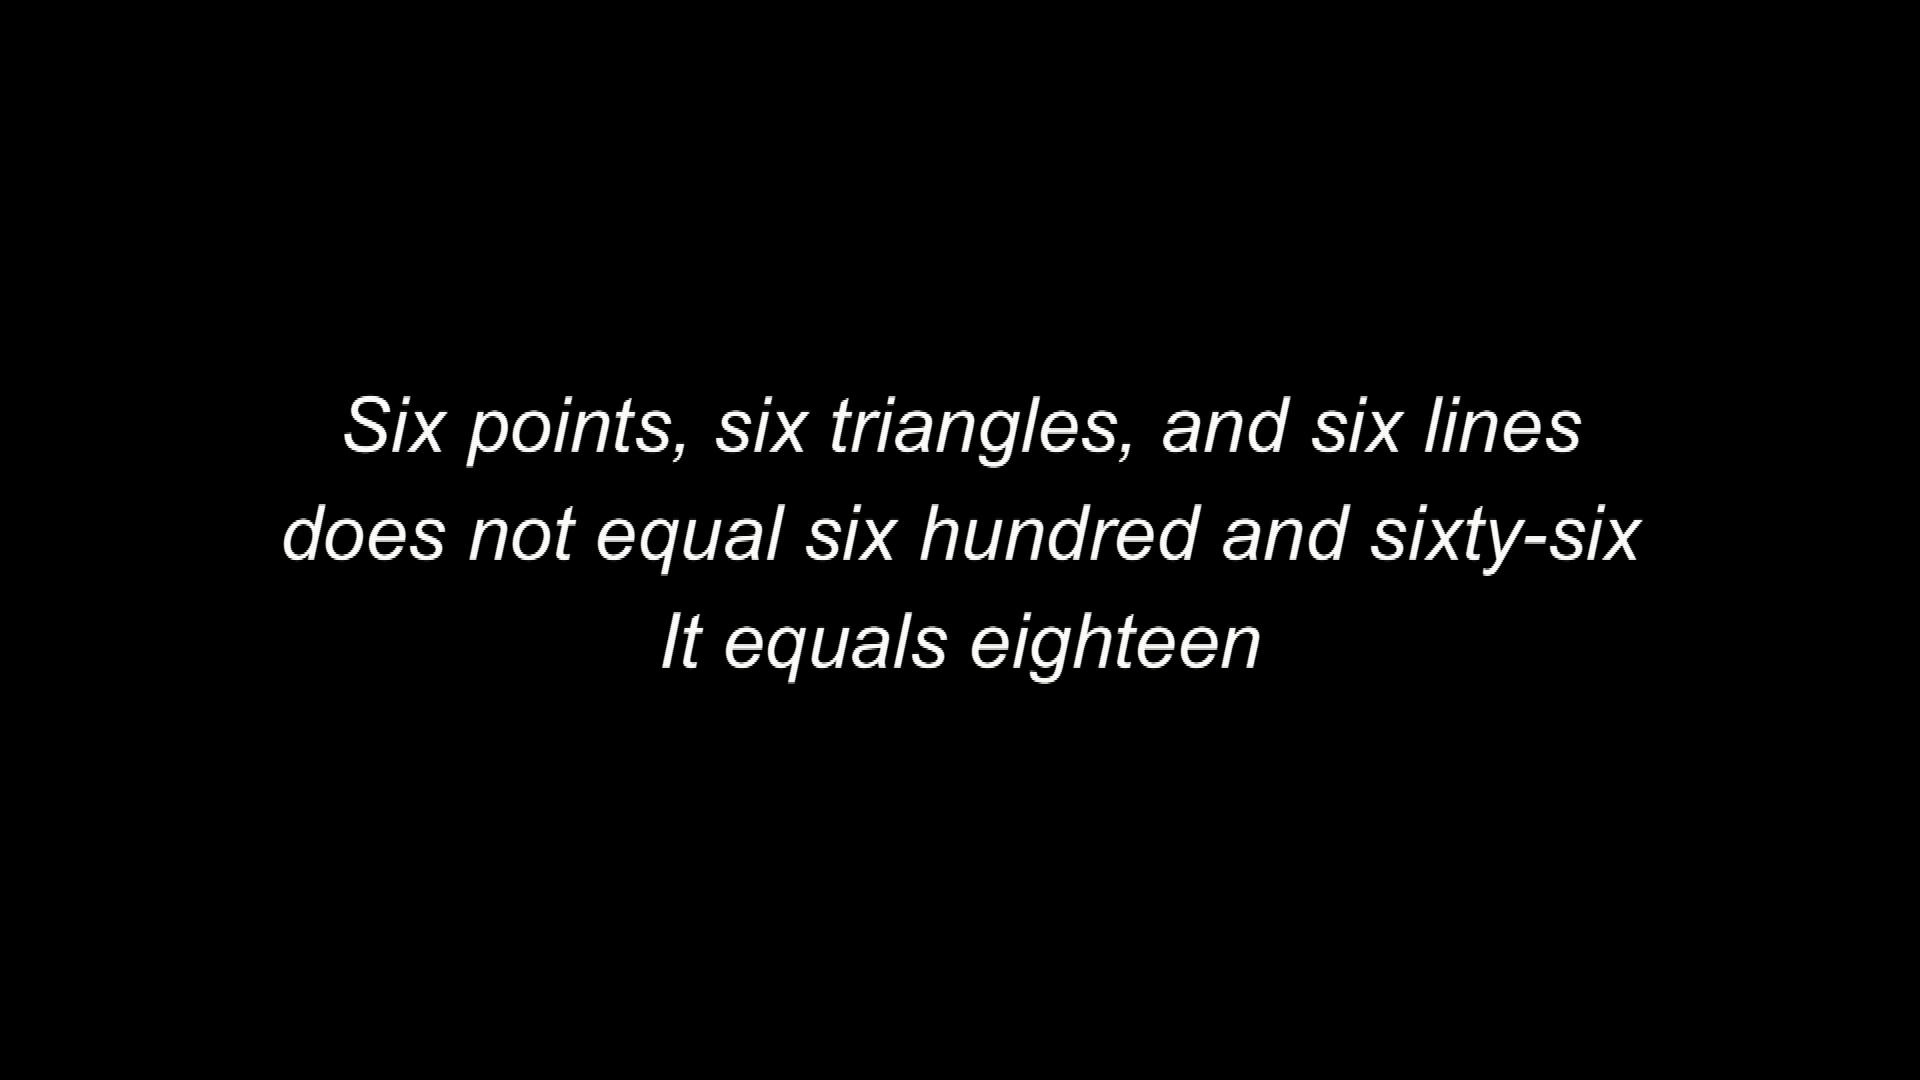 Six points, six triangles, and six lines
does not equal six hundred and sixty-six
It equals eighteen